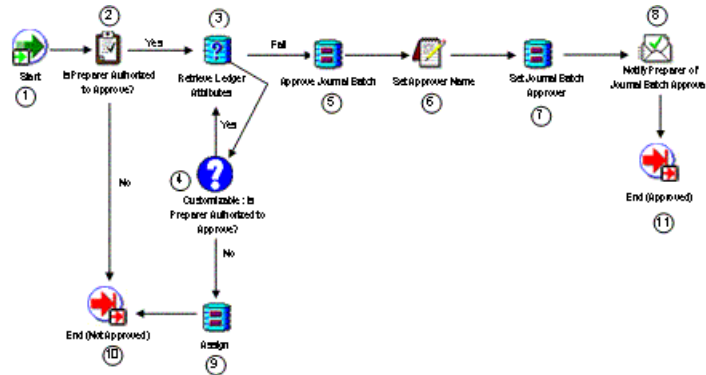 2
3
8
Yes
Fail
Start
Is Preparer Authorized
to Approve?
Retrieve Ledger
Attributes
Approve Journal Batch
Set Approver Name
Set Journal Batch
Approver
Notify Preparer of
Journal Batch Approva
1
5
6
7
Yes
4
No
Customizable : Is
Preparer Authorized to
Approve?
End (Approved)
11
No
End (Not Approved)
10
Assign
9